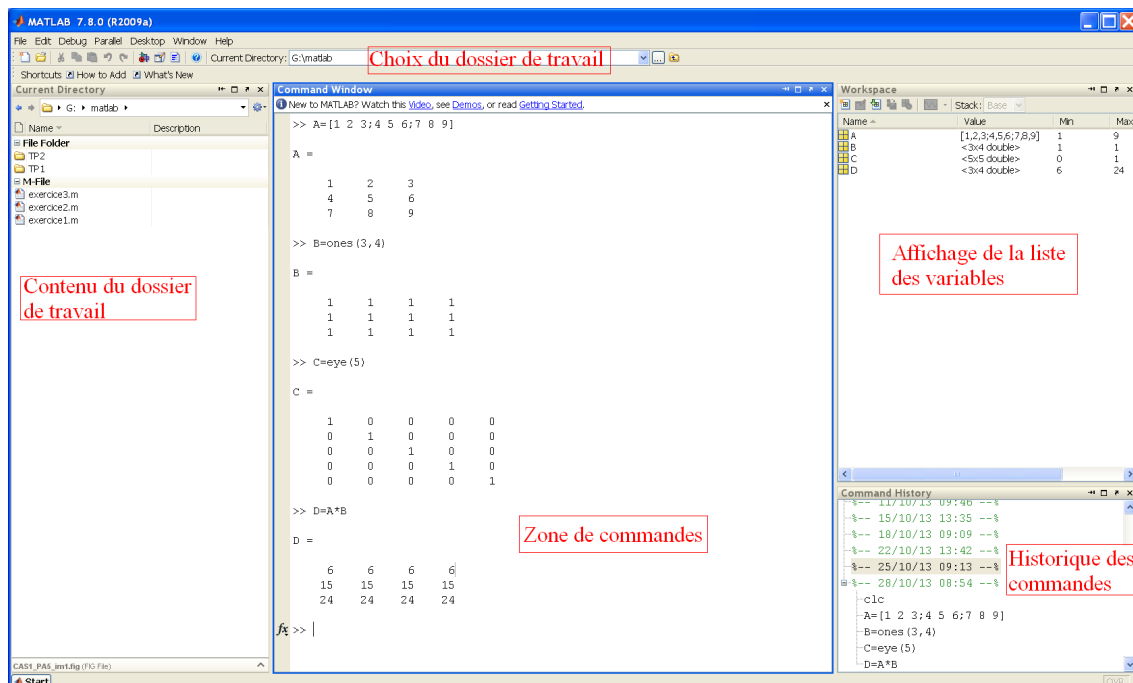 MATLAB 7.8.0 (R2009a)
File Edit Debug Parallel Desktop Window Help
Current Directory: G:\matlab
Choix du dossier de travail
Shortcuts How to Add What's New
Current Directory
G: ▸ matlab ▸
Name Description
File Folder
TP2
TP1
M-File
exercice3.m
exercice2.m
exercice1.m
Contenu du dossier
de travail
CAS1_PA5_im1.fig (FIG File)
Start
Command Window
New to MATLAB? Watch this Video, see Demos, or read Getting Started.
>> A=[1 2 3;4 5 6;7 8 9]
A =
1 2 3
4 5 6
7 8 9
>> B=ones(3,4)
B =
1 1 1 1
1 1 1 1
1 1 1 1
>> C=eye(5)
C =
1 0 0 0 0
0 1 0 0 0
0 0 1 0 0
0 0 0 1 0
0 0 0 0 1
>> D=A*B
D =
6 6 6 6
15 15 15 15
24 24 24 24
fx >>
Zone de commandes
Workspace
Stack: Base
Name Value Min Max
A [1,2,3;4,5,6;7,8,9] 1 9
B <3x4 double> 1 1
C <5x5 double> 0 1
D <3x4 double> 6 24
Affichage de la liste
des variables
Command History
%-- 11/10/13 09:46 --%
%-- 15/10/13 13:35 --%
%-- 18/10/13 09:09 --%
%-- 22/10/13 13:42 --%
%-- 25/10/13 09:13 --%
%-- 28/10/13 08:54 --%
clc
A=[1 2 3;4 5 6;7 8 9]
B=ones(3,4)
C=eye(5)
D=A*B
Historique des
commandes
OVR